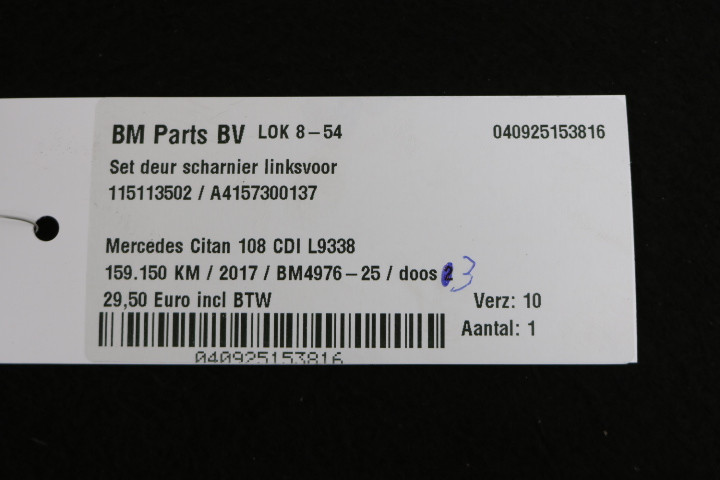 BM Parts BV LOK 8-54 040925153816
Set deur scharnier linksvoor
115113502 / A4157300137
Mercedes Citan 108 CDI L9338
159.150 KM / 2017 / BM4976-25 / doos 3
29,50 Euro incl BTW Verz: 10
Aantal: 1
040925153816